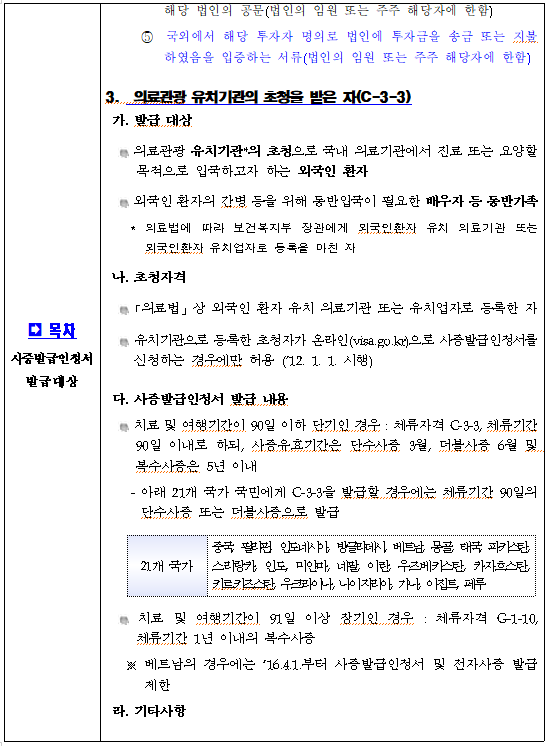 해당 법인의 공문(법인의 임원 또는 주주 해당자에 한함)
⑤ 국외에서 해당 투자자 명의로 법인에 투자금을 송금 또는 지불
하였음을 입증하는 서류(법인의 임원 또는 주주 해당자에 한함)
3. 의료관광 유치기관의 초청을 받은 자(C-3-3)
가. 발급 대상
의료관광 유치기관*의 초청으로 국내 의료기관에서 진료 또는 요양할
목적으로 입국하고자 하는 외국인 환자
외국인 환자의 간병 등을 위해 동반입국이 필요한 배우자 등 동반가족
* 의료법에 따라 보건복지부 장관에게 외국인환자 유치 의료기관 또는
외국인환자 유치업자로 등록을 마친 자
나. 초청자격
「의료법」상 외국인 환자 유치 의료기관 또는 유치업자로 등록한 자
유치기관으로 등록한 초청자가 온라인(visa.go.kr)으로 사증발급인정서를
신청하는 경우에만 허용 ('12. 1. 1. 시행)
➡ 목차
사증발급인정서
발급대상
다. 사증발급인정서 발급 내용
치료 및 여행기간이 90일 이하 단기인 경우 : 체류자격 C-3-3, 체류기간
90일 이내로 하되, 사증유효기간은 단수사증 3월, 더블사증 6월 및
복수사증은 5년 이내
- 아래 21개 국가 국민에게 C-3-3을 발급할 경우에는 체류기간 90일의
단수사증 또는 더블사증으로 발급
21개 국가
중국, 필리핀, 인도네시아, 방글라데시, 베트남, 몽골, 태국, 파키스탄,
스리랑카, 인도, 미얀마, 네팔, 이란, 우즈베키스탄, 카자흐스탄,
키르키즈스탄, 우크라이나, 나이지리아, 가나, 이집트, 페루
치료 및 여행기간이 91일 이상 장기인 경우 : 체류자격 G-1-10,
체류기간 1년 이내의 복수사증
※ 베트남의 경우에는 '16.4.1.부터 사증발급인정서 및 전자사증 발급
제한
라. 기타사항